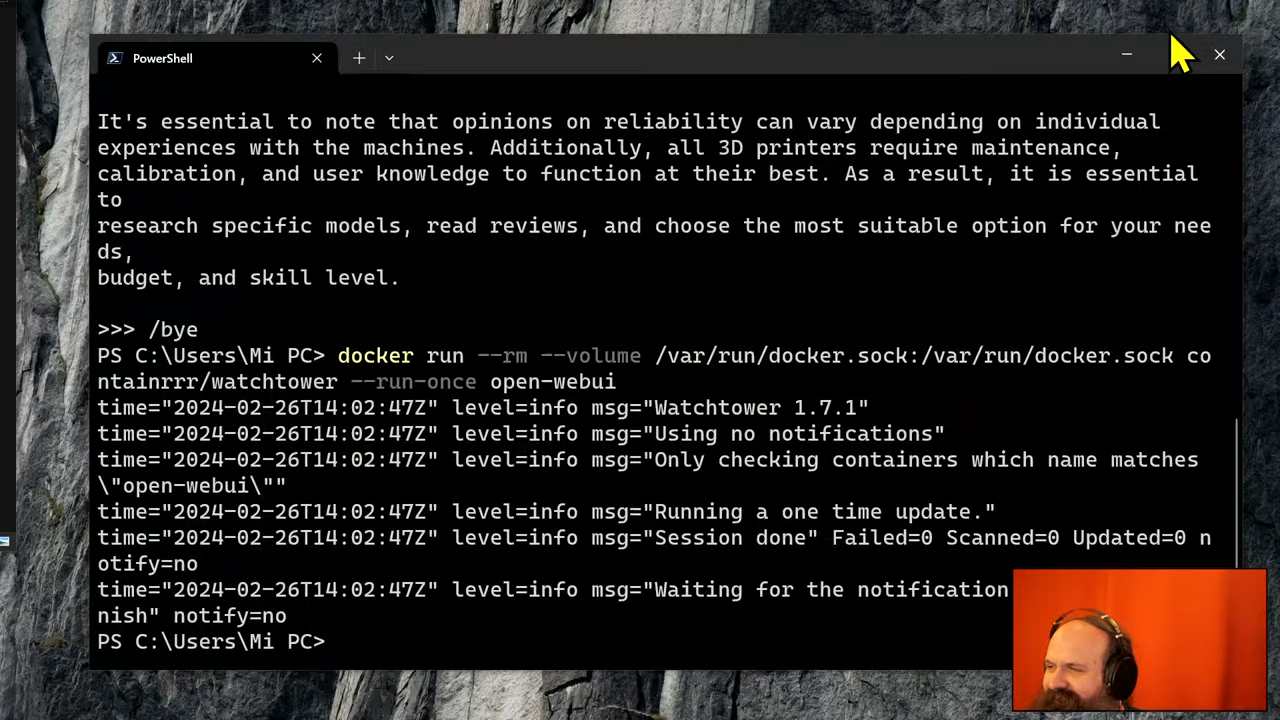 PowerShell
It's essential to note that opinions on reliability can vary depending on individual
experiences with the machines. Additionally, all 3D printers require maintenance,
calibration, and user knowledge to function at their best. As a result, it is essential
to
research specific models, read reviews, and choose the most suitable option for your nee
ds,
budget, and skill level.
>>> /bye
PS C:\Users\Mi PC> docker run --rm --volume /var/run/docker.sock:/var/run/docker.sock co
ntainrrr/watchtower --run-once open-webui
time="2024-02-26T14:02:47Z" level=info msg="Watchtower 1.7.1"
time="2024-02-26T14:02:47Z" level=info msg="Using no notifications"
time="2024-02-26T14:02:47Z" level=info msg="Only checking containers which name matches
\"open-webui\""
time="2024-02-26T14:02:47Z" level=info msg="Running a one time update."
time="2024-02-26T14:02:47Z" level=info msg="Session done" Failed=0 Scanned=0 Updated=0 n
otify=no
time="2024-02-26T14:02:47Z" level=info msg="Waiting for the notification
nish" notify=no
PS C:\Users\Mi PC>